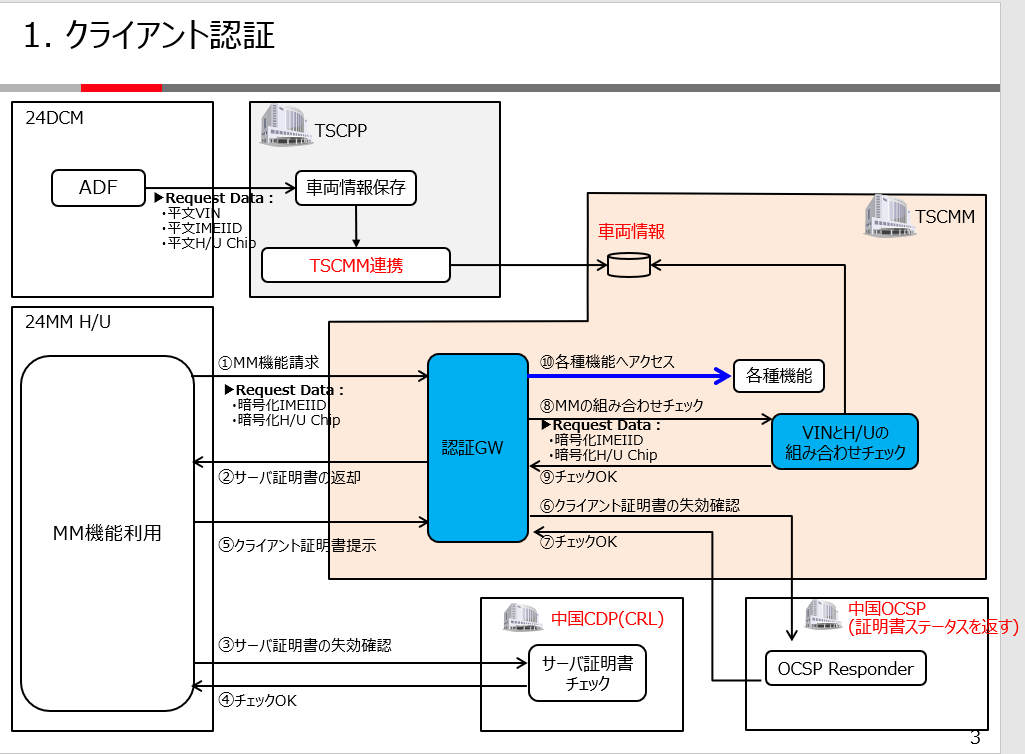 1. クライアント認証
24DCM
ADF
▶Request Data :
・平文VIN
・平文IMEIID
・平文H/U Chip
TSCPP
車両情報保存
TSCMM連携
TSCMM
車両情報
24MM H/U
MM機能利用
①MM機能請求
▶Request Data :
・暗号化IMEIID
・暗号化H/U Chip
②サーバ証明書の返却
⑤クライアント証明書提示
認証GW
⑩各種機能へアクセス
各種機能
⑧MMの組み合わせチェック
▶Request Data :
・暗号化IMEIID
・暗号化H/U Chip
⑨チェックOK
VINとH/Uの
組み合わせチェック
⑥クライアント証明書の失効確認
⑦チェックOK
③サーバ証明書の失効確認
④チェックOK
中国CDP(CRL)
サーバ証明書
チェック
中国OCSP
(証明書ステータスを返す)
OCSP Responder
3